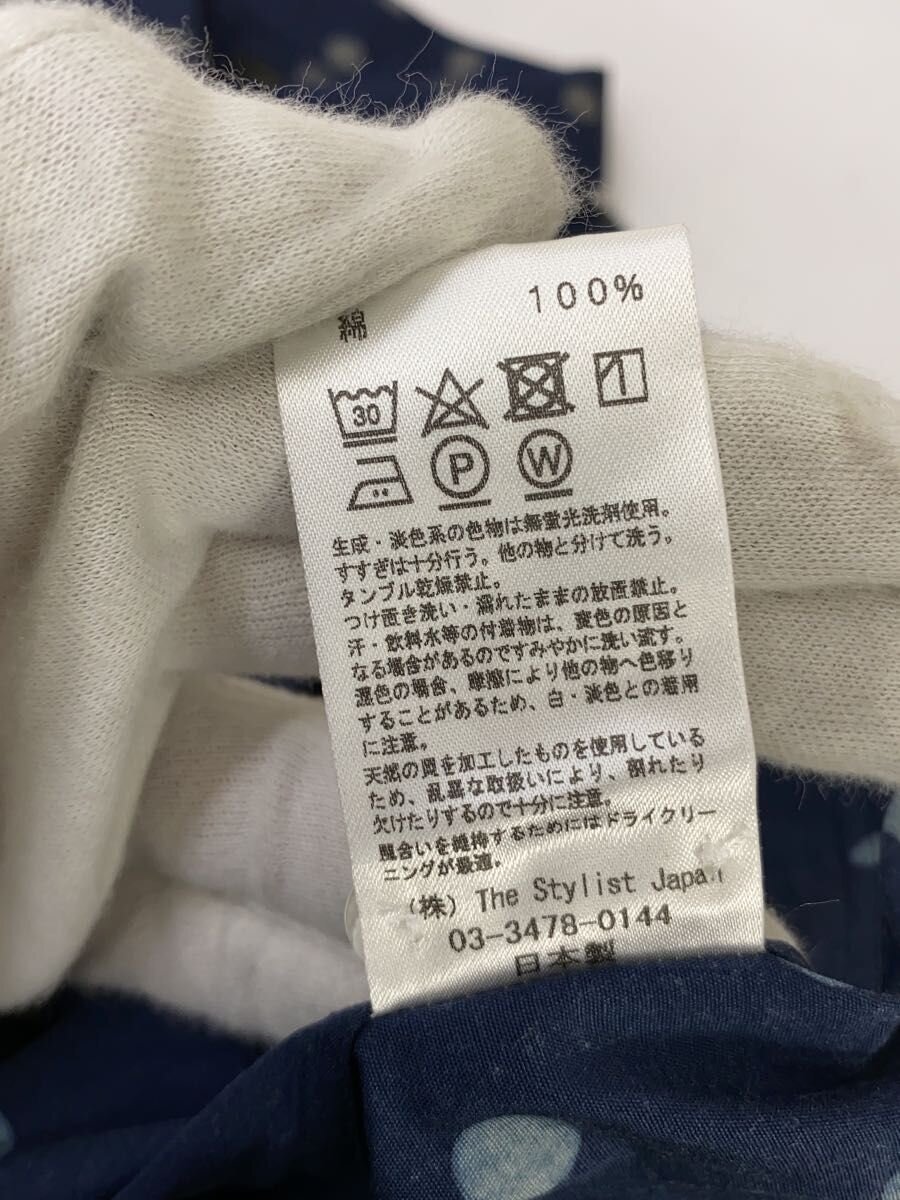 綿 100%
30
P W
生成・淡色系の色物は無蛍光洗剤使用。
すすぎは十分行う。他の物と分けて洗う。
タンブル乾燥禁止。
つけ置き洗い・濡れたままの放置禁止。
汗・飲料水等の付着物は、変色の原因と
なる場合があるのですみやかに洗い流す。
濃色の場合、摩擦により他の物へ色移り
することがあるため、白・淡色との着用
に注意。
天然の貝を加工したものを使用している
ため、乱暴な取扱いにより、割れたり
欠けたりするので十分に注意。
風合いを維持するためにはドライクリー
ニングが最適。
(株) The Stylist Japan
03-3478-0144
日本製